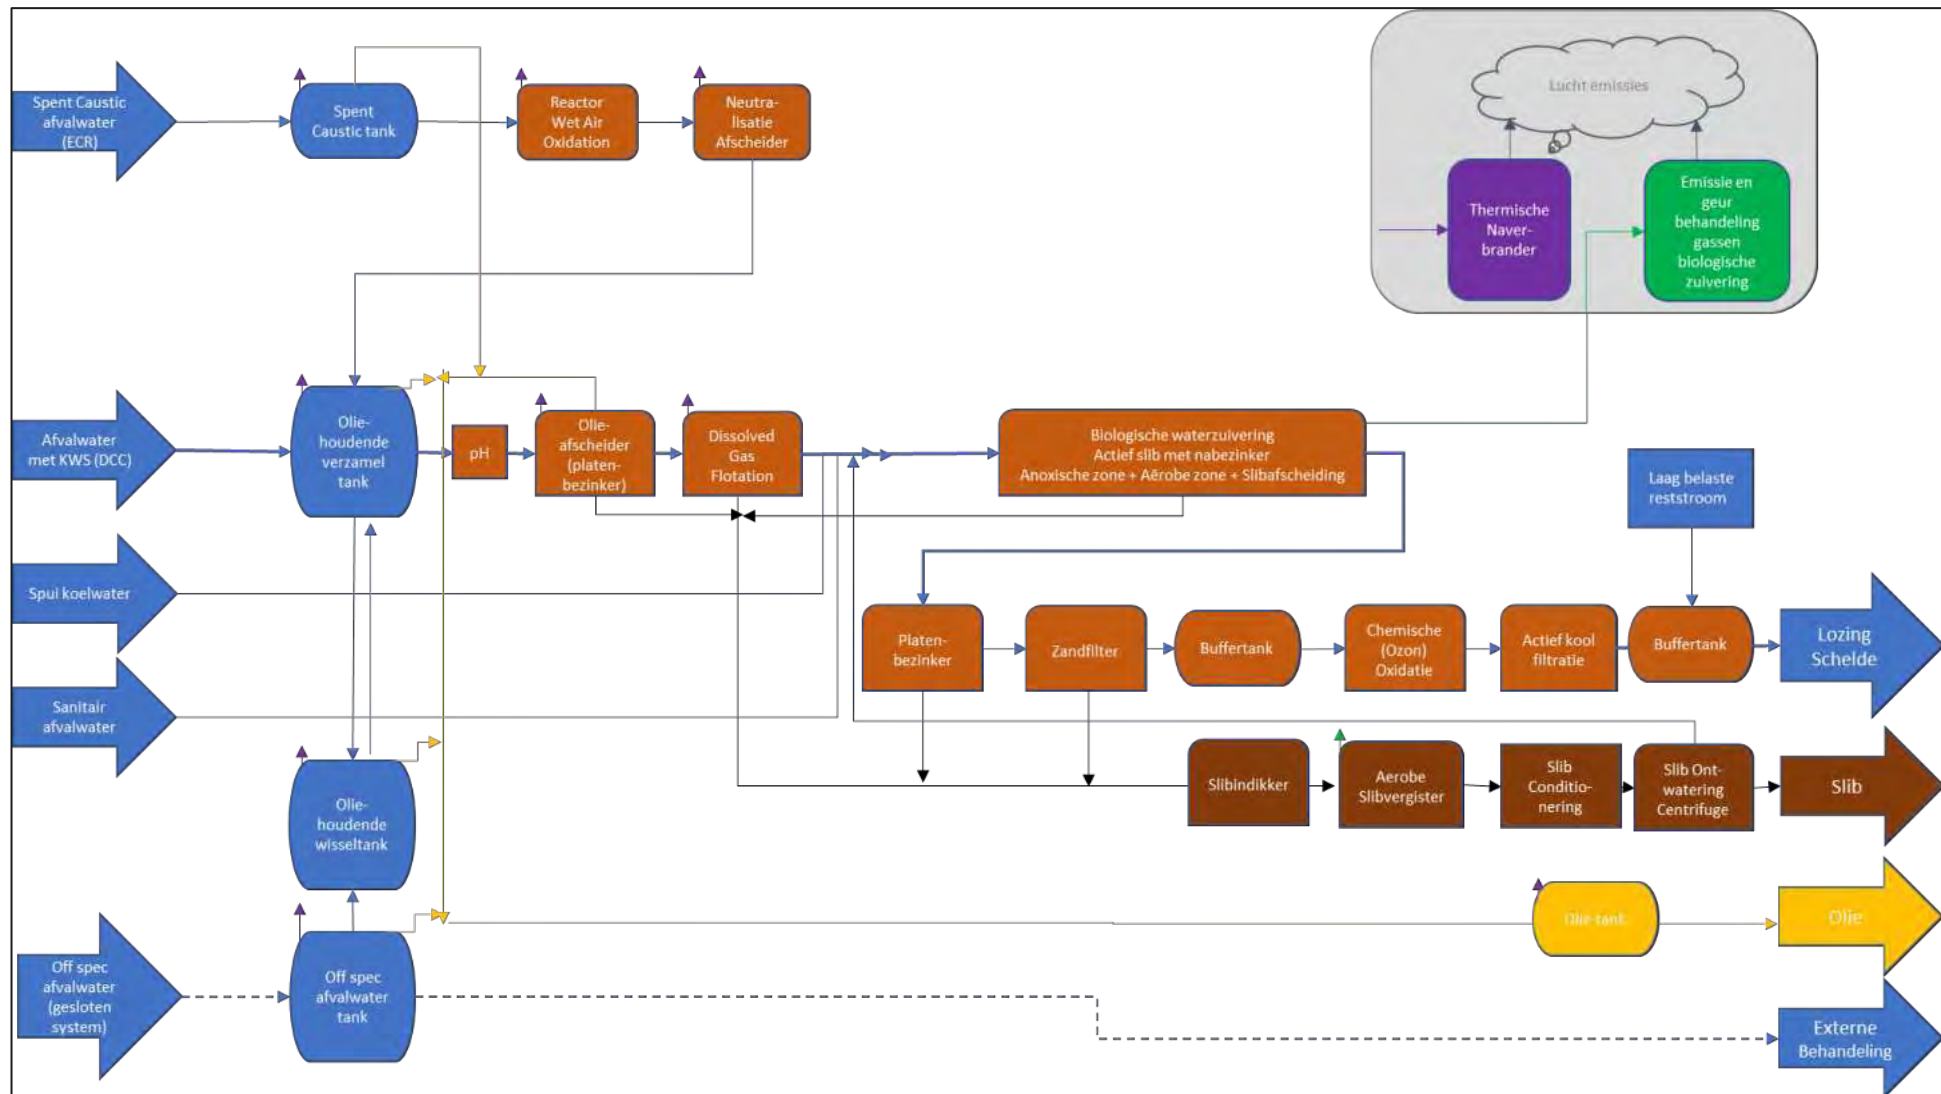 Spent Caustic
afvalwater
(ECR)
Spent
Caustic tank
Reactor
Wet Air
Oxidation
Neutra-
lisatie
Afscheider
Lucht emissies
Thermische
Naver-
brander
Emissie en
geur
behandeling
gassen
biologische
zuivering
Afvalwater
met KWS (DCC)
Olie-
houdende
verzamel
tank
pH
Olie-
afscheider
(platen-
bezinker)
Dissolved
Gas
Flotation
Biologische waterzuivering
Actief slib met nabezinker
Anoxische zone + Aërobe zone + Slibafscheiding
Laag belaste
reststroom
Spui koelwater
Platen-
bezinker
Zandfilter
Buffertank
Chemische
(Ozon)
Oxidatie
Actief kool
filtratie
Buffertank
Lozing
Schelde
Sanitair
afvalwater
Olie-
houdende
wisseltank
Slibindikker
Aerobe
Slibvergister
Slib
Conditio-
nering
Slib Ont-
watering
Centrifuge
Slib
Olie-tank
Olie
Off spec
afvalwater
(gesloten
system)
Off spec
afvalwater
tank
Externe
Behandeling